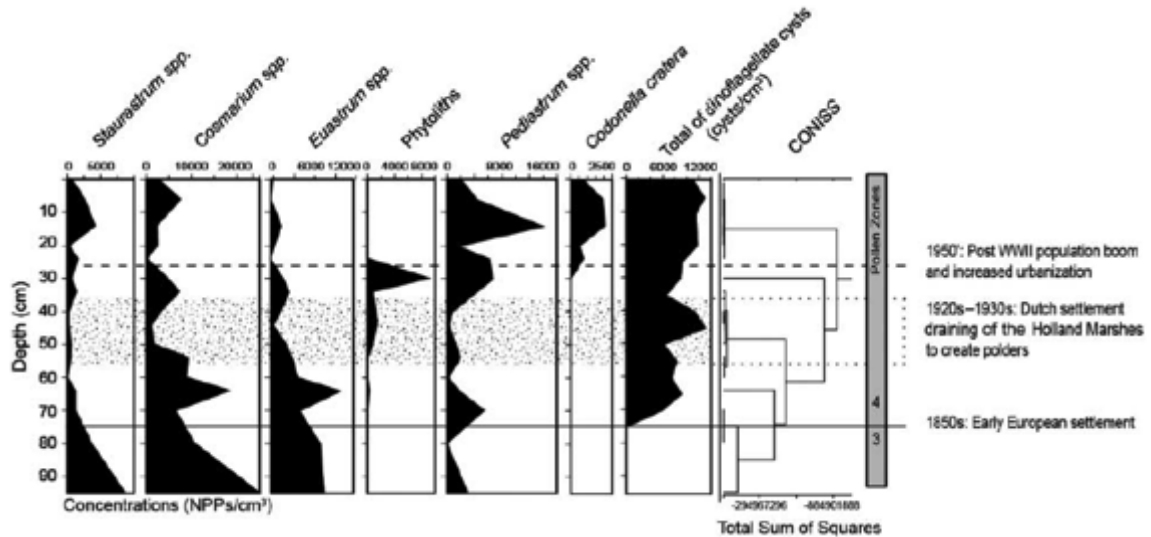 Staurastrum spp.
Cosmarium spp.
Euastrum spp.
Phytoliths
Pediastrum spp.
Codonella cratera
Total of dinoflagellate cysts
(cysts/cm³)
CONISS
0 5000
0 10000 20000
0 6000 12000
0 4000 8000
0 8000 16000
0 2500
0 6000 12000
10
20
30
40
50
60
70
80
90
Depth (cm)
Pollen Zones
4
3
1950': Post WWII population boom
and increased urbanization
1920s–1930s: Dutch settlement
draining of the Holland Marshes
to create polders
1850s: Early European settlement
Concentrations (NPPs/cm³)
Total Sum of Squares